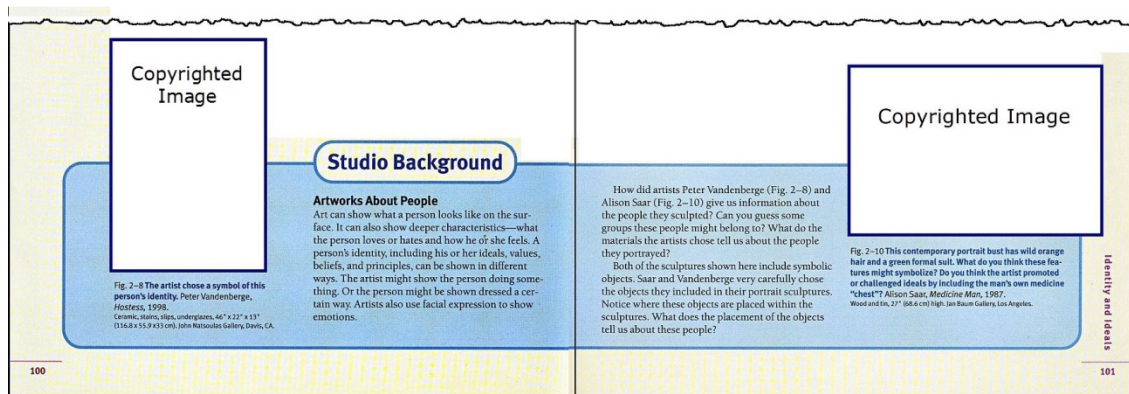 Copyrighted
Image
Studio Background
Artworks About People
Art can show what a person looks like on the sur-
face. It can also show deeper characteristics—what
the person loves or hates and how he or she feels. A
person's identity, including his or her ideals, values,
beliefs, and principles, can be shown in different
ways. The artist might show the person doing some-
thing. Or the person might be shown dressed a cer-
tain way. Artists also use facial expression to show
emotions.
Fig. 2–8 The artist chose a symbol of this
person's identity. Peter Vandenberge,
Hostess, 1998.
Ceramic, stains, slips, underglazes, 46" x 22" x 13"
(116.8 x 55.9 x33 cm). John Natsoulas Gallery, Davis, CA.
100
How did artists Peter Vandenberge (Fig. 2–8) and
Alison Saar (Fig. 2–10) give us information about
the people they sculpted? Can you guess some
groups these people might belong to? What do the
materials the artists chose tell us about the people
they portrayed?
Both of the sculptures shown here include symbolic
objects. Saar and Vandenberge very carefully chose
the objects they included in their portrait sculptures.
Notice where these objects are placed within the
sculptures. What does the placement of the objects
tell us about these people?
Copyrighted Image
Fig. 2–10 This contemporary portrait bust has wild orange
hair and a green formal suit. What do you think these fea-
tures might symbolize? Do you think the artist promoted
or challenged ideals by including the man's own medicine
"chest"? Alison Saar, Medicine Man, 1987.
Wood and tin, 27" (68.6 cm) high. Jan Baum Gallery, Los Angeles.
Identity and Ideals
101